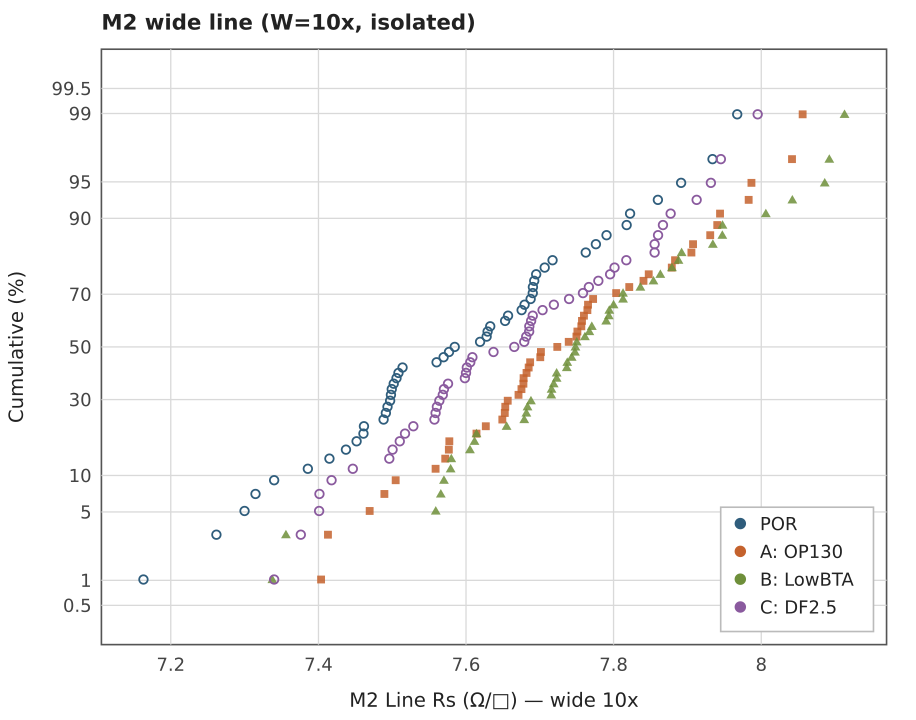 M2 wide line (W=10x, isolated)
99.5
99
95
90
70
50
30
10
5
1
0.5
Cumulative (%)
POR
A: OP130
B: LowBTA
C: DF2.5
7.2
7.4
7.6
7.8
8
M2 Line Rs (Ω/□) — wide 10x